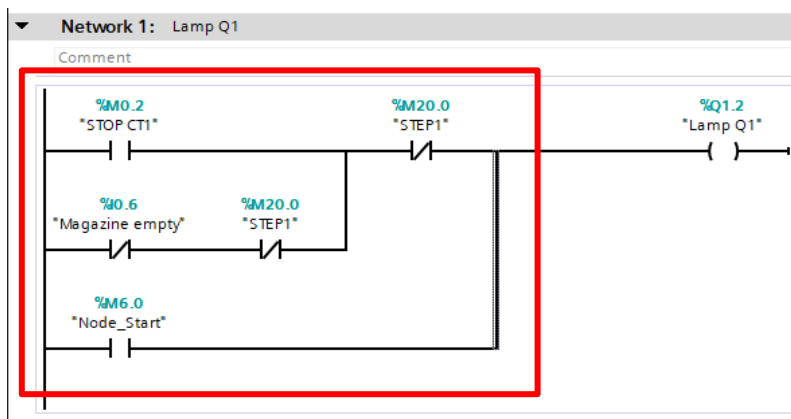 Network 1: Lamp Q1
Comment
%M0.2 %M20.0 %Q1.2
"STOP CT1" "STEP1" "Lamp Q1"
%I0.6 %M20.0
"Magazine empty" "STEP1"
%M6.0
"Node_Start"